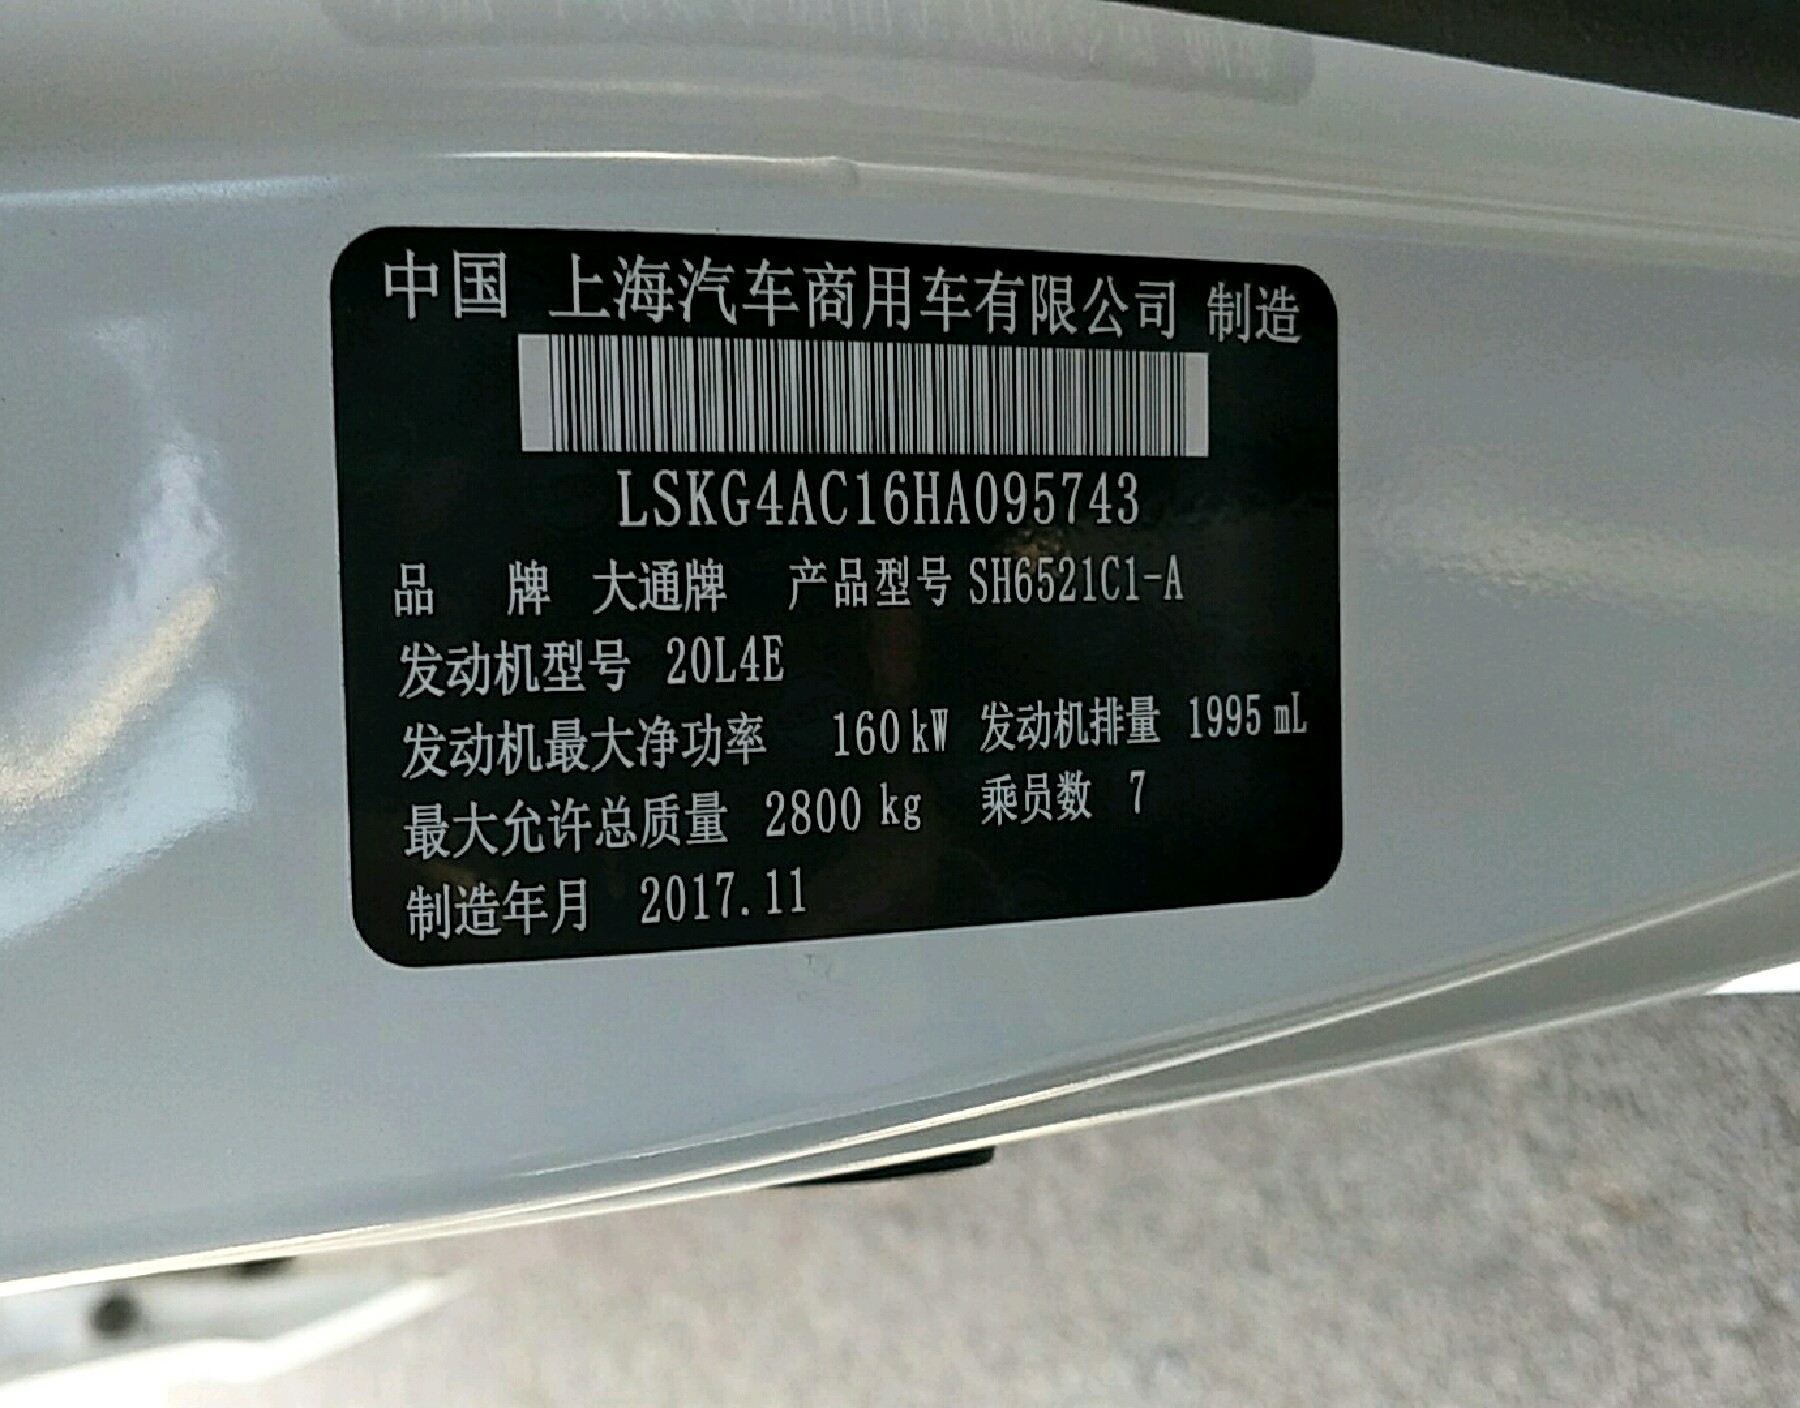 中国 上海汽车商用车有限公司 制造
LSKG4AC16HA095743
品 牌 大通牌 产品型号 SH6521C1-A
发动机型号 20L4E
发动机最大净功率 160 kW 发动机排量 1995 mL
最大允许总质量 2800 kg 乘员数 7
制造年月 2017.11